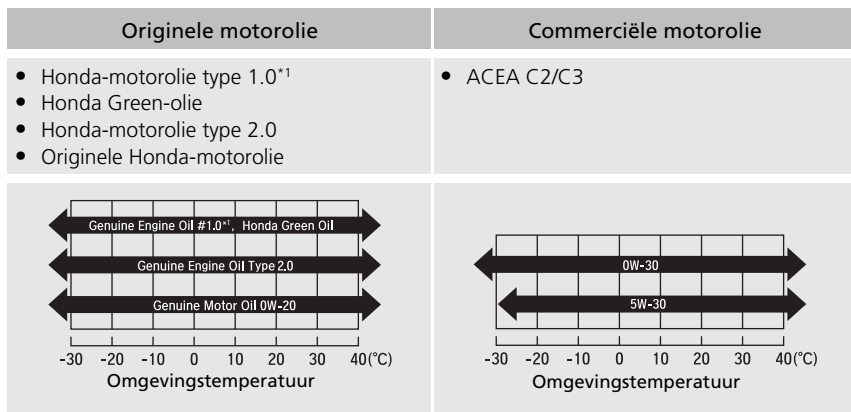 Originele motorolie
Commerciële motorolie
• Honda-motorolie type 1.0*1
• Honda Green-olie
• Honda-motorolie type 2.0
• Originele Honda-motorolie
• ACEA C2/C3
Genuine Engine Oil #1.0*1, Honda Green Oil
Genuine Engine Oil Type 2.0
Genuine Motor Oil 0W-20
-30 -20 -10 0 10 20 30 40(°C)
Omgevingstemperatuur
0W-30
5W-30
-30 -20 -10 0 10 20 30 40(°C)
Omgevingstemperatuur